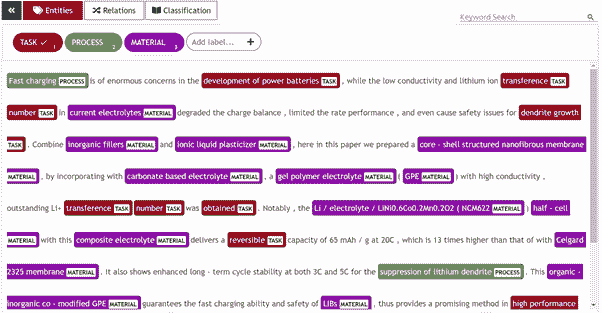 « Entities Relations Classification
Keyword Search
TASK ✓ 1 PROCESS 2 MATERIAL 3 Add label... +
Fast charging PROCESS is of enormous concerns in the development of power batteries TASK , while the low conductivity and lithium ion transference TASK
number TASK in current electrolytes MATERIAL degraded the charge balance , limited the rate performance , and even cause safety issues for dendrite growth
TASK . Combine inorganic fillers MATERIAL and ionic liquid plasticizer MATERIAL , here in this paper we prepared a core - shell structured nanofibrous membrane
MATERIAL , by incorporating with carbonate based electrolyte MATERIAL , a gel polymer electrolyte MATERIAL ( GPE MATERIAL ) with high conductivity ,
outstanding Li+ transference TASK number TASK was obtained TASK . Notably , the Li / electrolyte / LiNi0.6Co0.2Mn0.2O2 ( NCM622 MATERIAL ) half - cell
MATERIAL with this composite electrolyte MATERIAL delivers a reversible TASK capacity of 65 mAh / g at 20C , which is 13 times higher than that of with Celgard
2325 membrane MATERIAL . It also shows enhanced long - term cycle stability at both 3C and 5C for the suppression of lithium dendrite PROCESS . This organic -
inorganic co - modified GPE MATERIAL guarantees the fast charging ability and safety of LIBs MATERIAL , thus provides a promising method in high performance